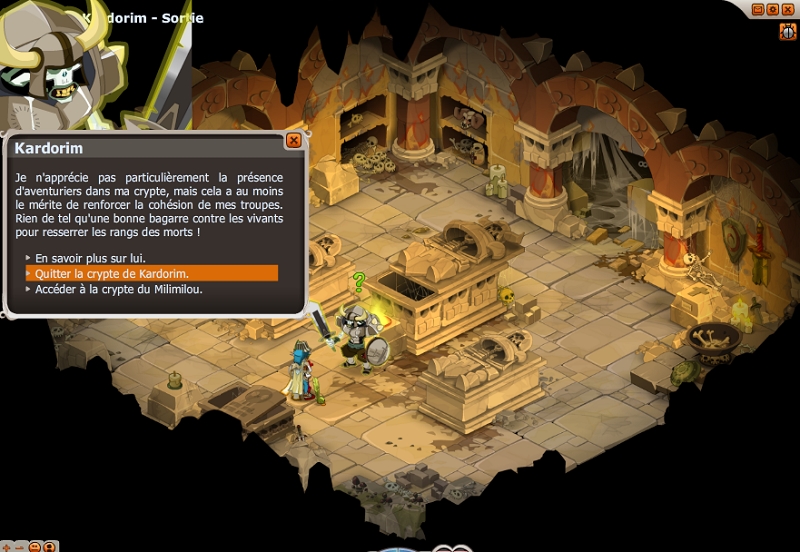 Kardorim - Sortie
Kardorim
Je n'apprécie pas particulièrement la présence
d'aventuriers dans ma crypte, mais cela a au moins
le mérite de renforcer la cohésion de mes troupes.
Rien de tel qu'une bonne bagarre contre les vivants
pour resserrer les rangs des morts !
En savoir plus sur lui.
Quitter la crypte de Kardorim.
Accéder à la crypte du Milimilou.